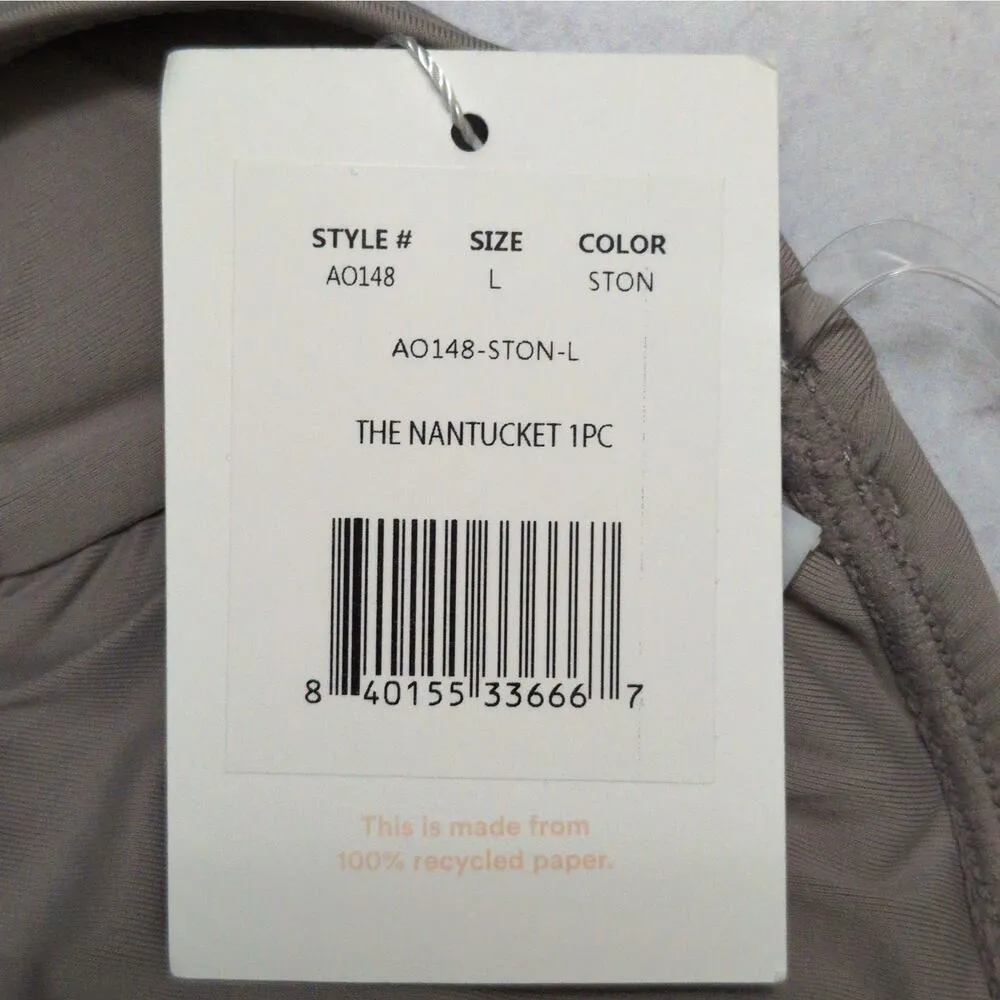 STYLE # SIZE COLOR
AO148 L STON
AO148-STON-L
THE NANTUCKET 1PC
8 40155 33666 7
This is made from
100% recycled paper.